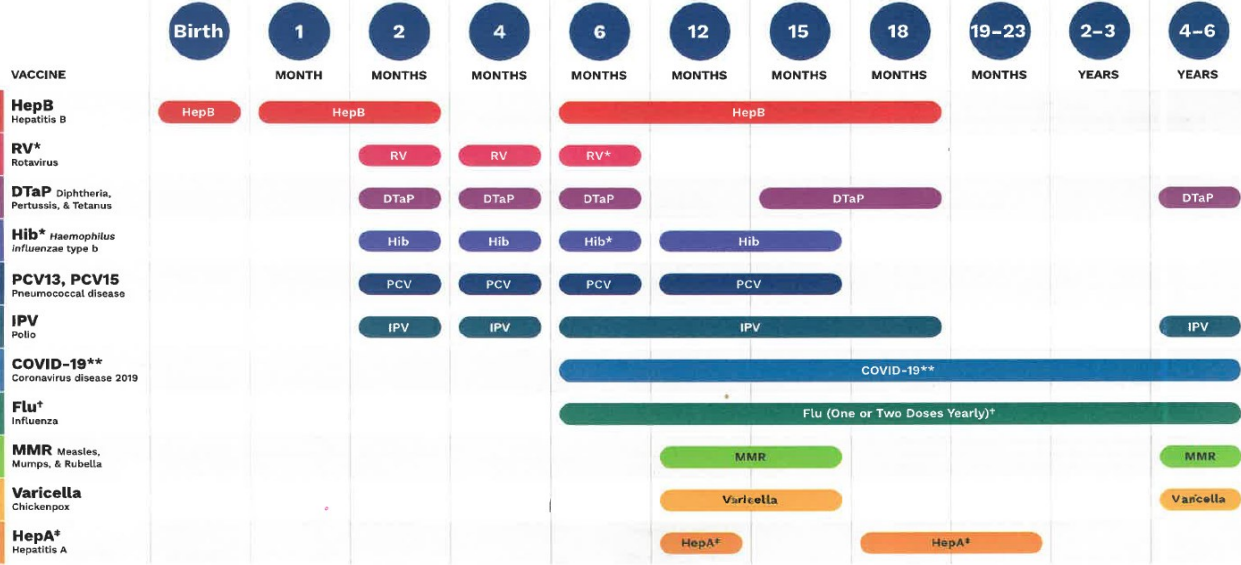 Birth 1 2 4 6 12 15 18 19–23 2–3 4–6
VACCINE MONTH MONTHS MONTHS MONTHS MONTHS MONTHS MONTHS MONTHS YEARS YEARS
HepB HepB HepB HepB
Hepatitis B
RV* RV RV RV*
Rotavirus
DTaP Diphtheria, DTaP DTaP DTaP DTaP DTaP
Pertussis, & Tetanus
Hib* Haemophilus Hib Hib Hib* Hib
influenzae type b
PCV13, PCV15 PCV PCV PCV PCV
Pneumococcal disease
IPV IPV IPV IPV IPV
Polio
COVID-19** COVID-19**
Coronavirus disease 2019
Flu† Flu (One or Two Doses Yearly)†
Influenza
MMR Measles, MMR MMR
Mumps, & Rubella
Varicella Varicella Varicella
Chickenpox
HepA‡ HepA‡ HepA‡
Hepatitis A